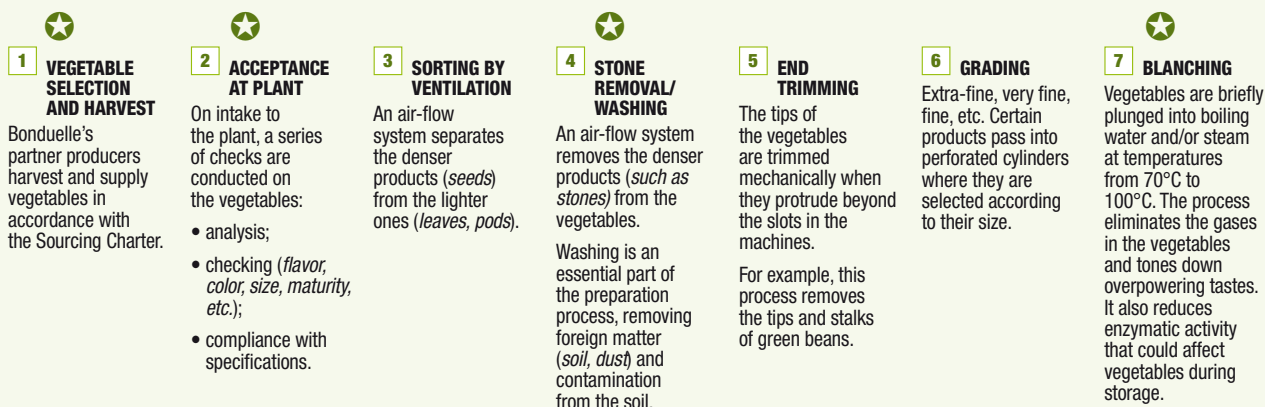 1 VEGETABLE
SELECTION
AND HARVEST
Bonduelle's
partner producers
harvest and supply
vegetables in
accordance with
the Sourcing Charter.
2 ACCEPTANCE
AT PLANT
On intake to
the plant, a series
of checks are
conducted on
the vegetables:
• analysis;
• checking (flavor,
color, size, maturity,
etc.);
• compliance with
specifications.
3 SORTING BY
VENTILATION
An air-flow
system separates
the denser
products (seeds)
from the lighter
ones (leaves, pods).
4 STONE
REMOVAL/
WASHING
An air-flow system
removes the denser
products (such as
stones) from the
vegetables.
Washing is an
essential part of
the preparation
process, removing
foreign matter
(soil, dust) and
contamination
from the soil.
5 END
TRIMMING
The tips of
the vegetables
are trimmed
mechanically when
they protrude beyond
the slots in the
machines.
For example, this
process removes
the tips and stalks
of green beans.
6 GRADING
Extra-fine, very fine,
fine, etc. Certain
products pass into
perforated cylinders
where they are
selected according
to their size.
7 BLANCHING
Vegetables are briefly
plunged into boiling
water and/or steam
at temperatures
from 70°C to
100°C. The process
eliminates the gases
in the vegetables
and tones down
overpowering tastes.
It also reduces
enzymatic activity
that could affect
vegetables during
storage.